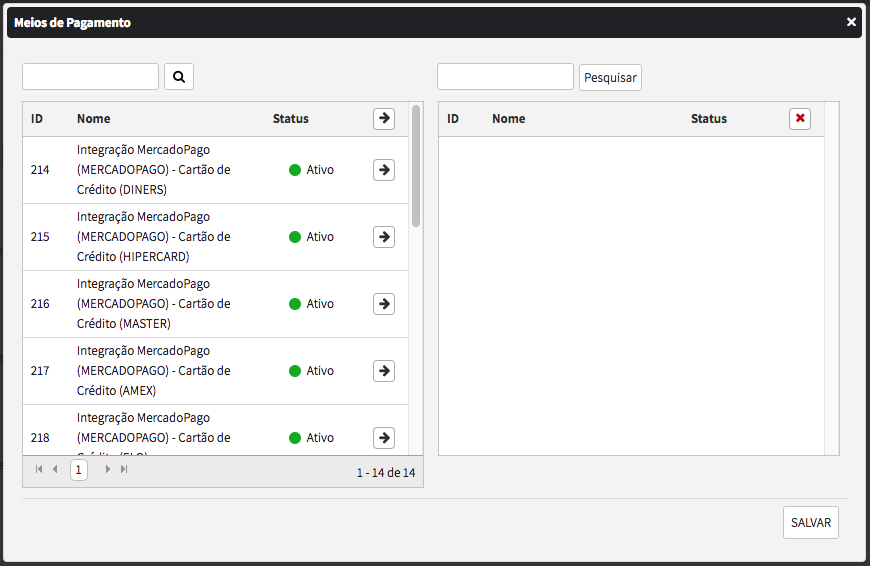 Meios de Pagamento
Pesquisar
ID Nome Status
214 Integração MercadoPago
(MERCADOPAGO) - Cartão de
Crédito (DINERS)
Ativo
215 Integração MercadoPago
(MERCADOPAGO) - Cartão de
Crédito (HIPERCARD)
Ativo
216 Integração MercadoPago
(MERCADOPAGO) - Cartão de
Crédito (MASTER)
Ativo
217 Integração MercadoPago
(MERCADOPAGO) - Cartão de
Crédito (AMEX)
Ativo
218 Integração MercadoPago
(MERCADOPAGO) - Cartão de
Crédito (ELO)
Ativo
1
1 - 14 de 14
ID Nome Status
SALVAR